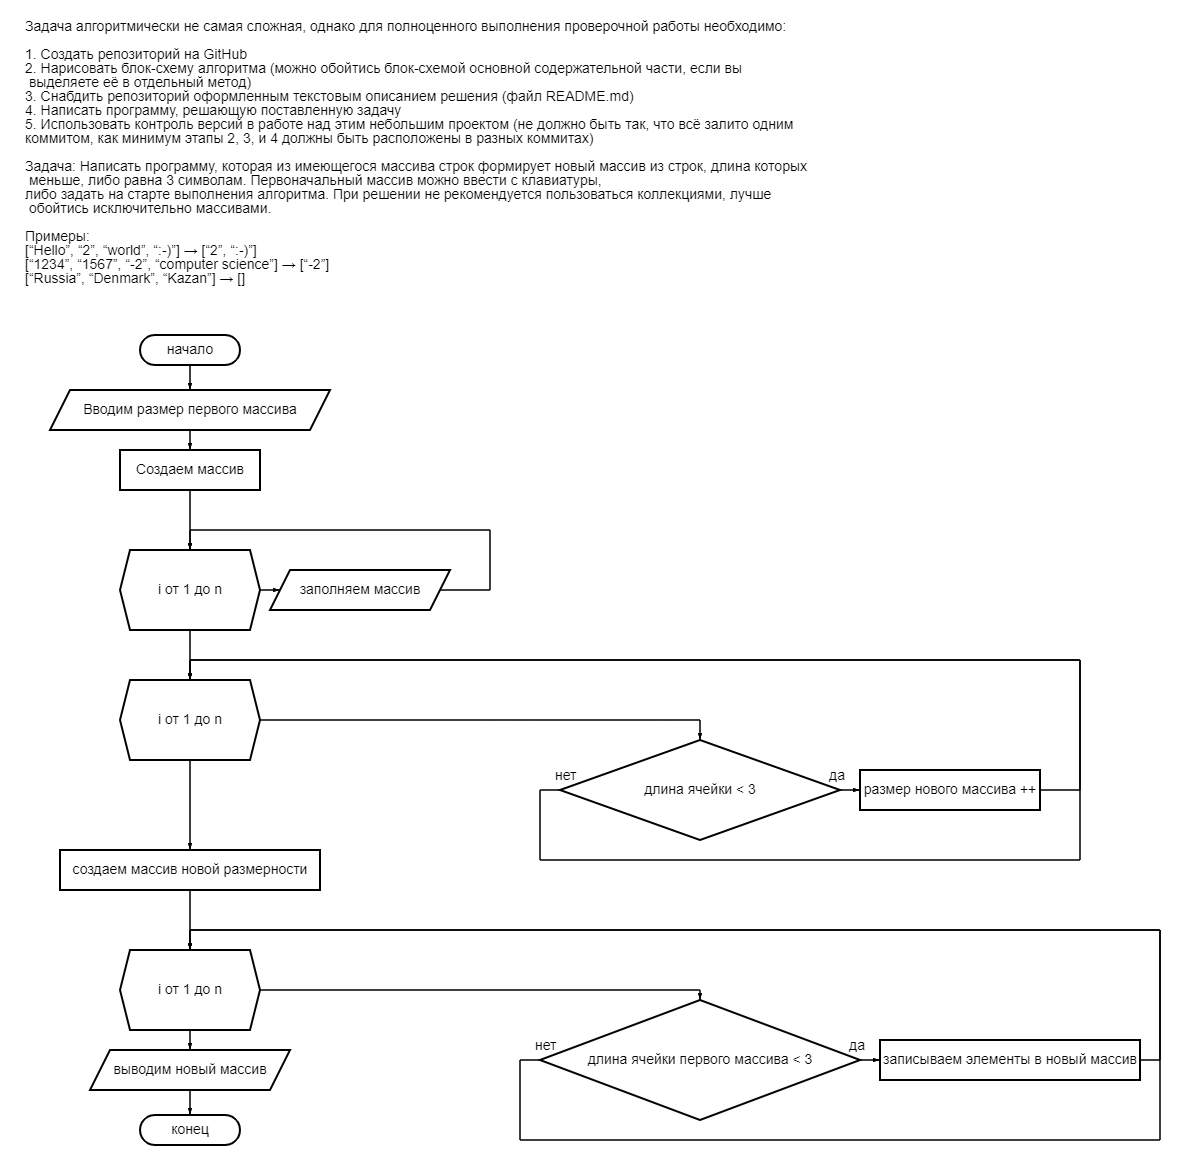 Задача алгоритмически не самая сложная, однако для полноценного выполнения проверочной работы необходимо:
1. Создать репозиторий на GitHub
2. Нарисовать блок-схему алгоритма (можно обойтись блок-схемой основной содержательной части, если вы
выделяете её в отдельный метод)
3. Снабдить репозиторий оформленным текстовым описанием решения (файл README.md)
4. Написать программу, решающую поставленную задачу
5. Использовать контроль версий в работе над этим небольшим проектом (не должно быть так, что всё залито одним
коммитом, как минимум этапы 2, 3, и 4 должны быть расположены в разных коммитах)
Задача: Написать программу, которая из имеющегося массива строк формирует новый массив из строк, длина которых
меньше, либо равна 3 символам. Первоначальный массив можно ввести с клавиатуры,
либо задать на старте выполнения алгоритма. При решении не рекомендуется пользоваться коллекциями, лучше
обойтись исключительно массивами.
Примеры:
[“Hello”, “2”, “world”, “:-)”] → [“2”, “:-)”]
[“1234”, “1567”, “-2”, “computer science”] → [“-2”]
[“Russia”, “Denmark”, “Kazan”] → []
начало
Вводим размер первого массива
Создаем массив
i от 1 до n
заполняем массив
i от 1 до n
нет
длина ячейки < 3
да
размер нового массива ++
создаем массив новой размерности
i от 1 до n
нет
длина ячейки первого массива < 3
да
записываем элементы в новый массив
выводим новый массив
конец